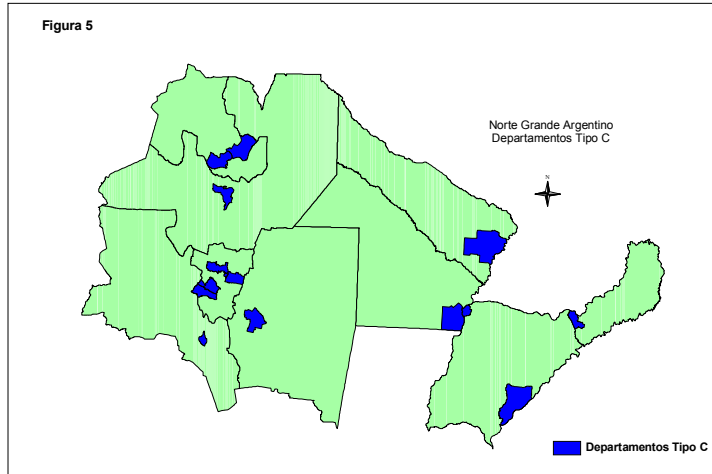 Figura 5
Norte Grande Argentino
Departamentos Tipo C
N
Departamentos Tipo C